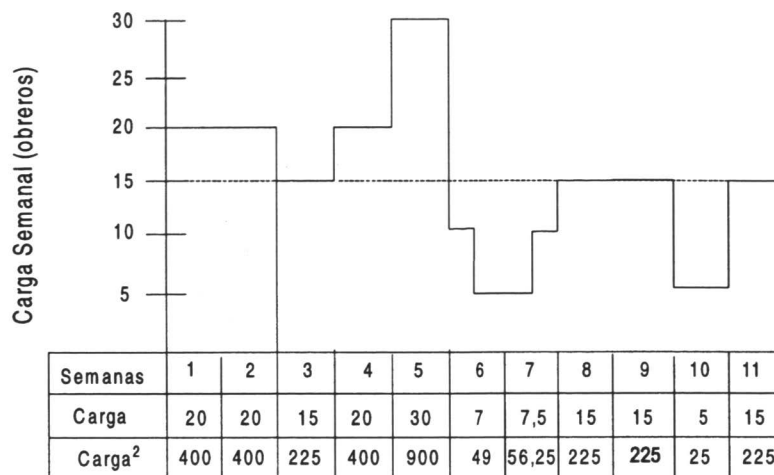 Carga Semanal (obreros)
30
25
20
15
10
5
Semanas 1 2 3 4 5 6 7 8 9 10 11
Carga 20 20 15 20 30 7 7,5 15 15 5 15
Carga² 400 400 225 400 900 49 56,25 225 225 25 225